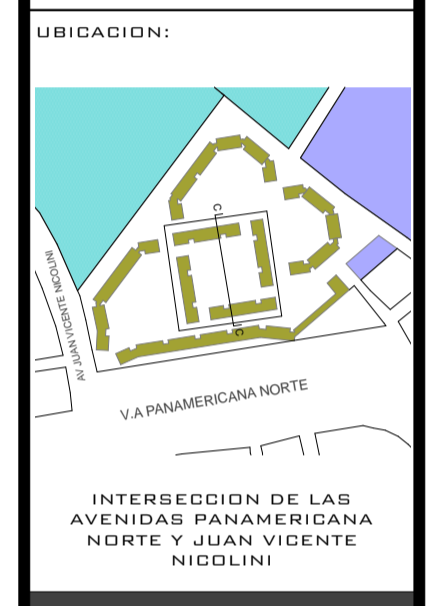 UBICACION:
C
AV JUAN VICENTE NICOLINI
C
V.A PANAMERICANA NORTE
INTERSECCION DE LAS
AVENIDAS PANAMERICANA
NORTE Y JUAN VICENTE
NICOLINI